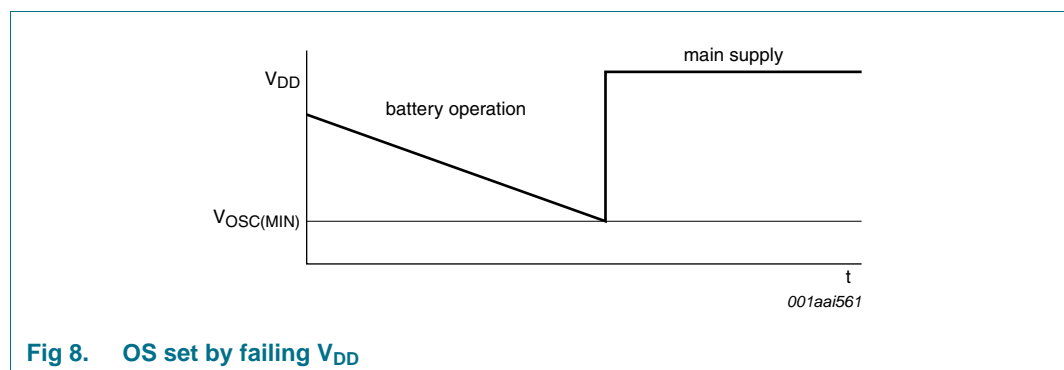 main supply
VDD
battery operation
VOSC(MIN)
t
001aai561
Fig 8. OS set by failing VDD